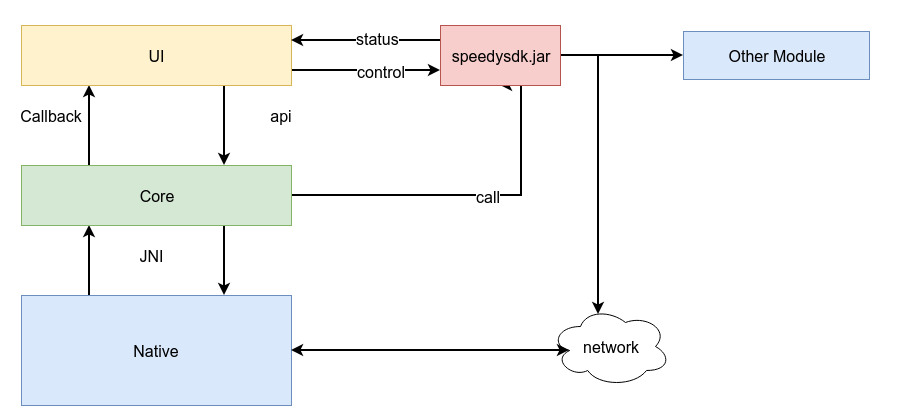 status
UI
speedysdk.jar
Other Module
control
Callback
api
Core
call
JNI
Native
network